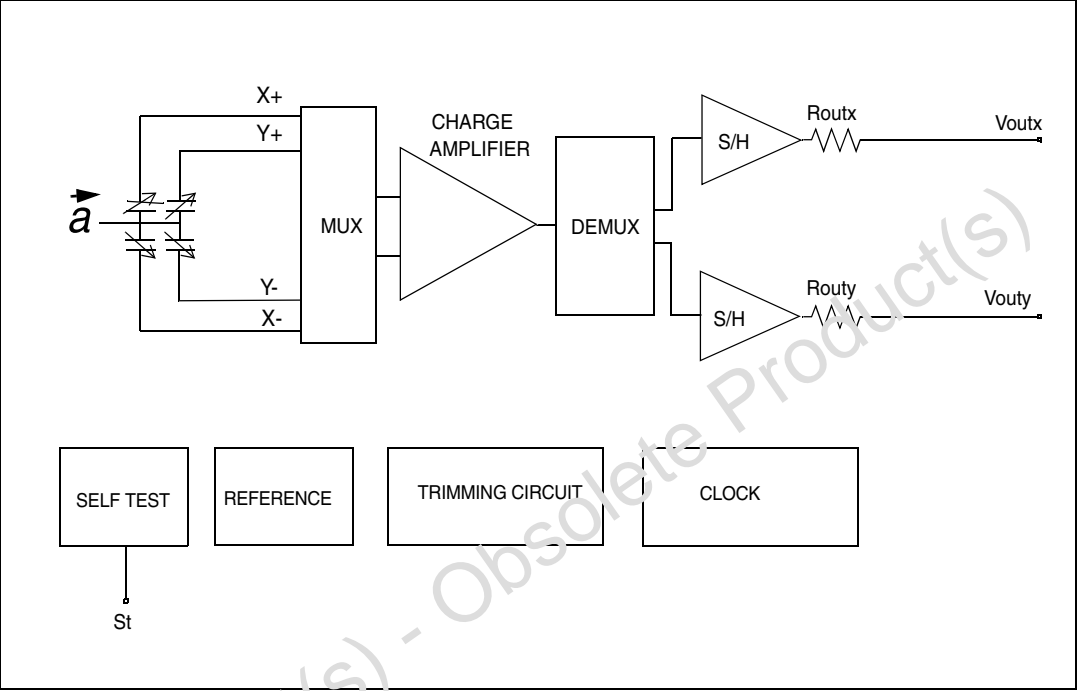 X+
Y+
CHARGE
AMPLIFIER
Routx
Voutx
S/H
a
MUX
DEMUX
Y-
X-
Routy
Vouty
S/H
SELF TEST
REFERENCE
TRIMMING CIRCUIT
CLOCK
St
(s) - Obsolete Product(s)